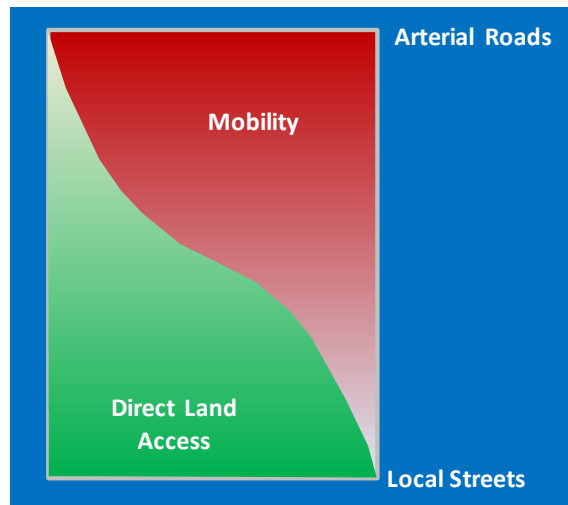 Arterial Roads
Mobility
Direct Land
Access
Local Streets